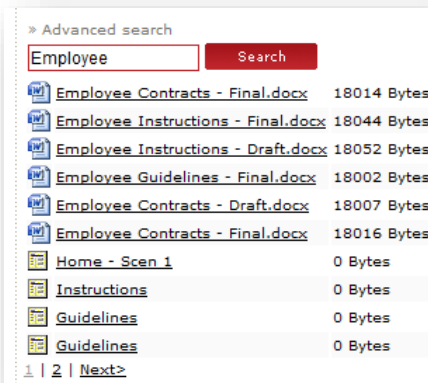 » Advanced search
Employee Search
Employee Contracts - Final.docx 18014 Bytes
Employee Instructions - Final.docx 18044 Bytes
Employee Instructions - Draft.docx 18052 Bytes
Employee Guidelines - Final.docx 18002 Bytes
Employee Contracts - Draft.docx 18007 Bytes
Employee Contracts - Final.docx 18016 Bytes
Home - Scen 1 0 Bytes
Instructions 0 Bytes
Guidelines 0 Bytes
Guidelines 0 Bytes
1 | 2 | Next>